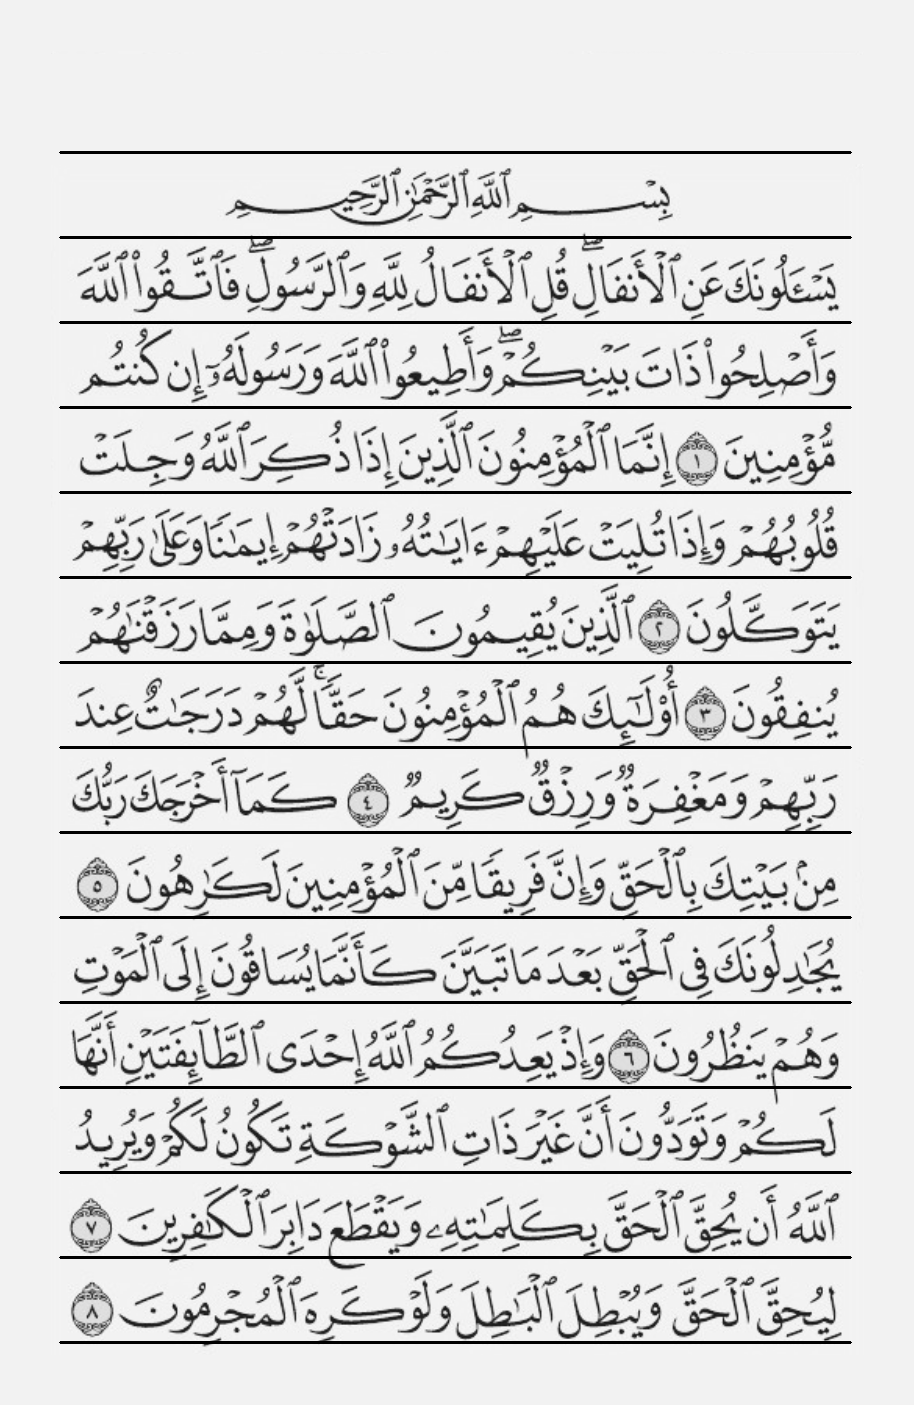 بِسْمِ ٱللَّهِ ٱلرَّحْمَـٰنِ ٱلرَّحِيمِ
يَسْـَٔلُونَكَ عَنِ ٱلْأَنفَالِ ۖ قُلِ ٱلْأَنفَالُ لِلَّهِ وَٱلرَّسُولِ ۖ فَٱتَّقُوا۟ ٱللَّهَ
وَأَصْلِحُوا۟ ذَاتَ بَيْنِكُمْ ۖ وَأَطِيعُوا۟ ٱللَّهَ وَرَسُولَهُۥٓ إِن كُنتُم
مُّؤْمِنِينَ ١ إِنَّمَا ٱلْمُؤْمِنُونَ ٱلَّذِينَ إِذَا ذُكِرَ ٱللَّهُ وَجِلَتْ
قُلُوبُهُمْ وَإِذَا تُلِيَتْ عَلَيْهِمْ ءَايَـٰتُهُۥ زَادَتْهُمْ إِيمَـٰنًا وَعَلَىٰ رَبِّهِمْ
يَتَوَكَّلُونَ ٢ ٱلَّذِينَ يُقِيمُونَ ٱلصَّلَوٰةَ وَمِمَّا رَزَقْنَـٰهُمْ
يُنفِقُونَ ٣ أُو۟لَـٰٓئِكَ هُمُ ٱلْمُؤْمِنُونَ حَقًّا ۚ لَّهُمْ دَرَجَـٰتٌ عِندَ
رَبِّهِمْ وَمَغْفِرَةٌ وَرِزْقٌ كَرِيمٌ ٤ كَمَآ أَخْرَجَكَ رَبُّكَ
مِنۢ بَيْتِكَ بِٱلْحَقِّ وَإِنَّ فَرِيقًا مِّنَ ٱلْمُؤْمِنِينَ لَكَـٰرِهُونَ ٥
يُجَـٰدِلُونَكَ فِى ٱلْحَقِّ بَعْدَ مَا تَبَيَّنَ كَأَنَّمَا يُسَاقُونَ إِلَى ٱلْمَوْتِ
وَهُمْ يَنظُرُونَ ٦ وَإِذْ يَعِدُكُمُ ٱللَّهُ إِحْدَى ٱلطَّآئِفَتَيْنِ أَنَّهَا
لَكُمْ وَتَوَدُّونَ أَنَّ غَيْرَ ذَاتِ ٱلشَّوْكَةِ تَكُونُ لَكُمْ وَيُرِيدُ
ٱللَّهُ أَن يُحِقَّ ٱلْحَقَّ بِكَلِمَـٰتِهِۦ وَيَقْطَعَ دَابِرَ ٱلْكَـٰفِرِينَ ٧
لِيُحِقَّ ٱلْحَقَّ وَيُبْطِلَ ٱلْبَـٰطِلَ وَلَوْ كَرِهَ ٱلْمُجْرِمُونَ ٨